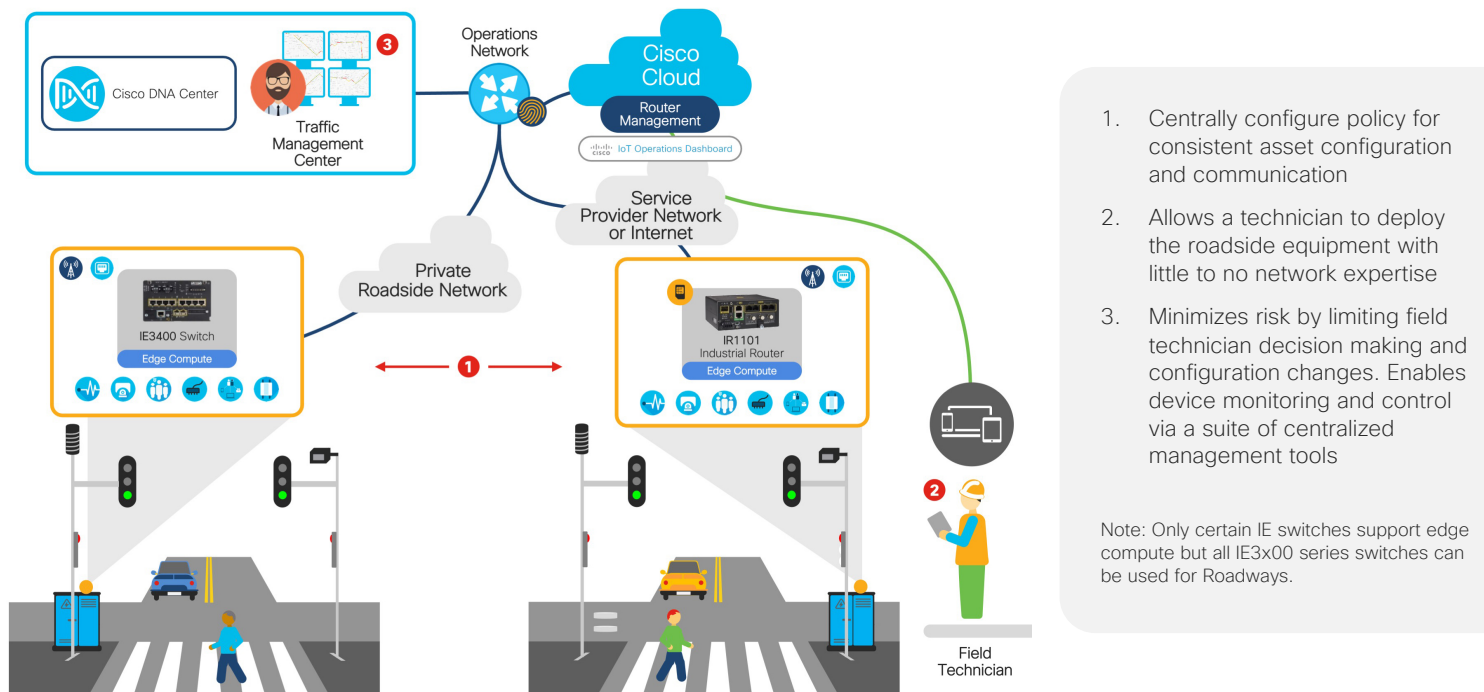 Cisco DNA Center
3
Traffic
Management
Center
Operations
Network
Cisco
Cloud
Router
Management
cisco IoT Operations Dashboard
Service
Provider Network
or Internet
Private
Roadside Network
IE3400 Switch
Edge Compute
1
IR1101
Industrial Router
Edge Compute
2
Field
Technician
1. Centrally configure policy for
consistent asset configuration
and communication
2. Allows a technician to deploy
the roadside equipment with
little to no network expertise
3. Minimizes risk by limiting field
technician decision making and
configuration changes. Enables
device monitoring and control
via a suite of centralized
management tools
Note: Only certain IE switches support edge
compute but all IE3x00 series switches can
be used for Roadways.